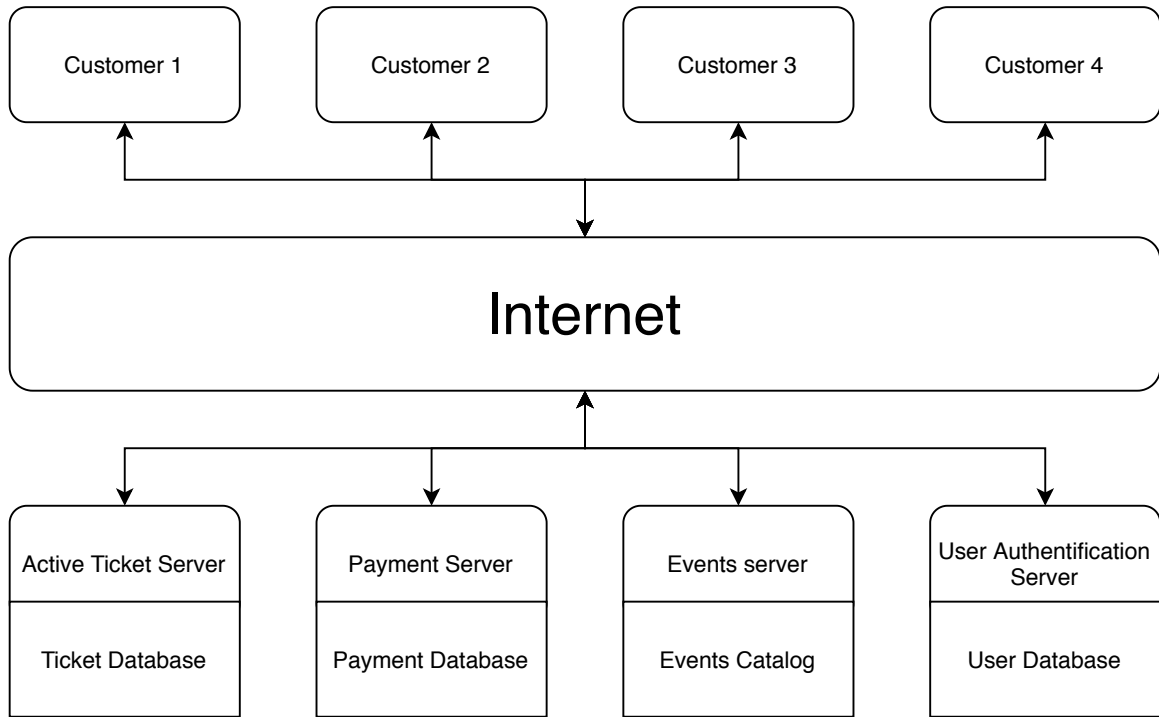 Customer 1
Customer 2
Customer 3
Customer 4
Internet
Active Ticket Server
Payment Server
Events server
User Authentification
Server
Ticket Database
Payment Database
Events Catalog
User Database